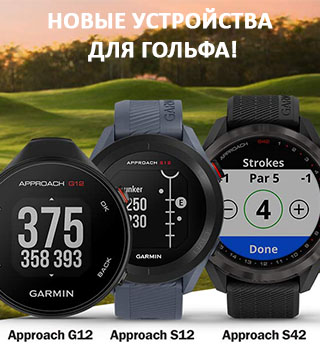 НОВЫЕ УСТРОЙСТВА
ДЛЯ ГОЛЬФА!
APPROACH G12
375
358 393
OK
BACK
GARMIN
GARMIN
APPROACH S12
250
230
GARMIN
Strokes
-1 Par 5 -1
- 4 +
Done
Approach G12 Approach S12 Approach S42